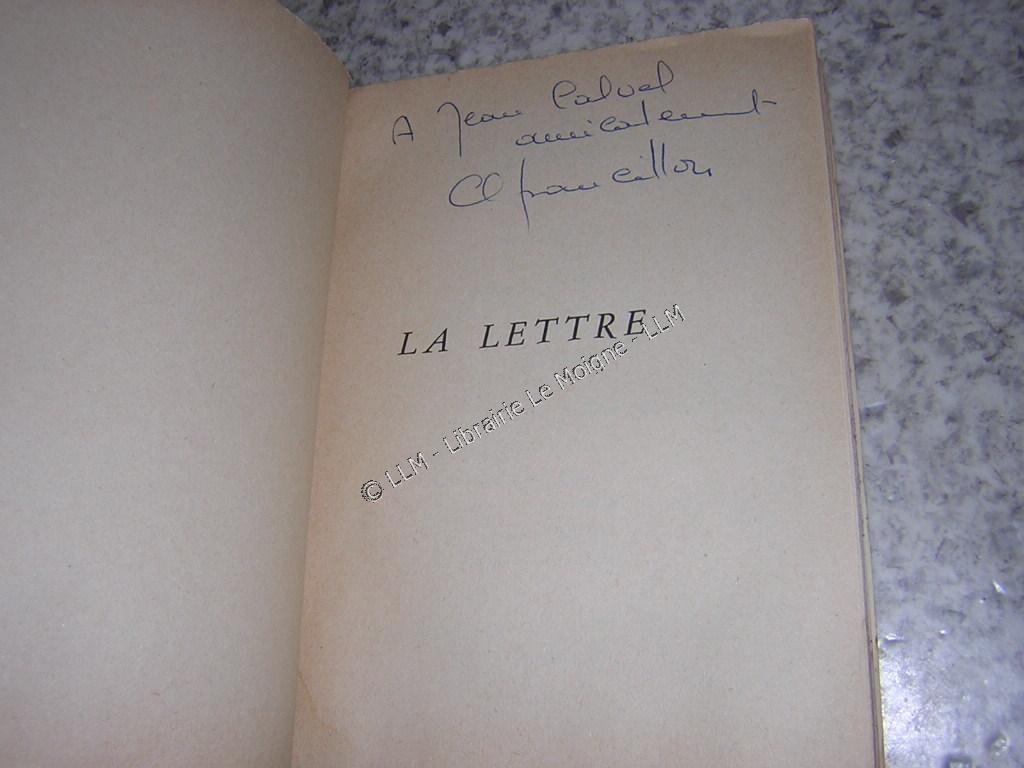 A Jean Calvel
amicalement
Cl francillon
LA LETTRE
© LLM - Librairie Le Moigne - LLM